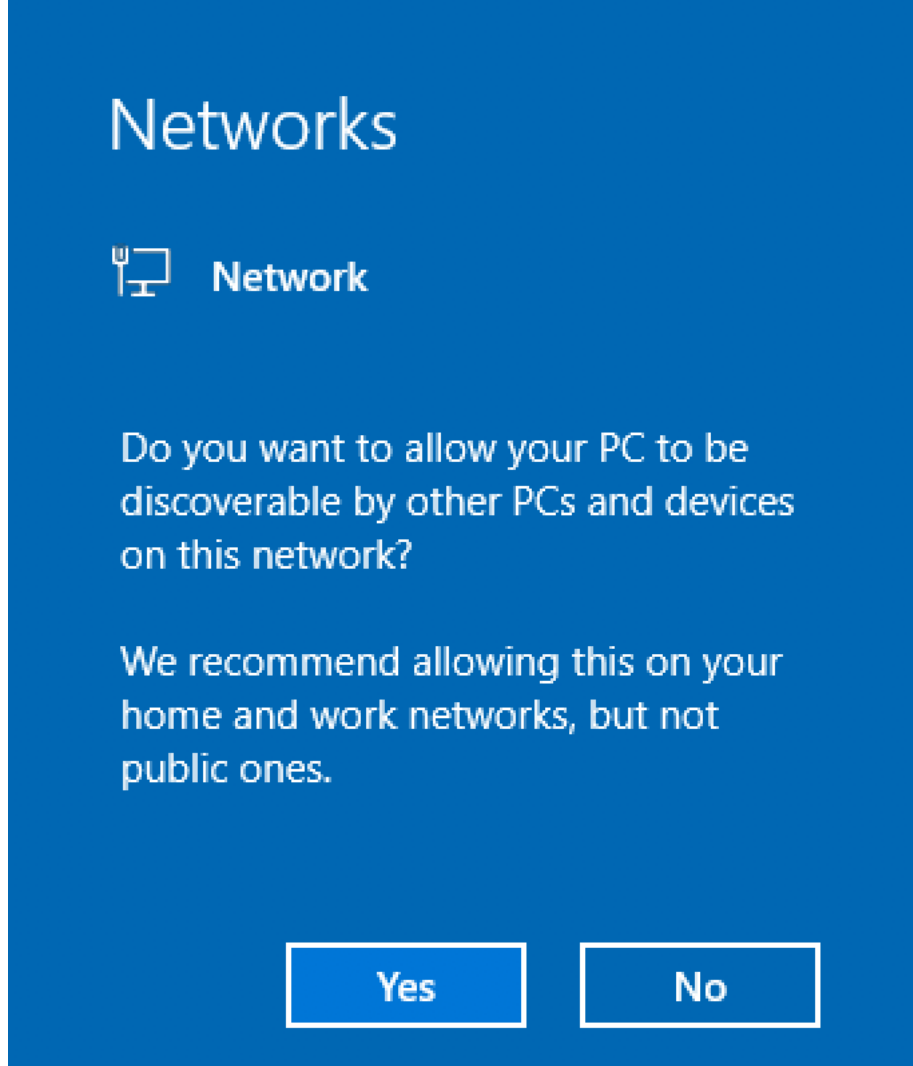 Networks
Network
Do you want to allow your PC to be
discoverable by other PCs and devices
on this network?
We recommend allowing this on your
home and work networks, but not
public ones.
Yes
No